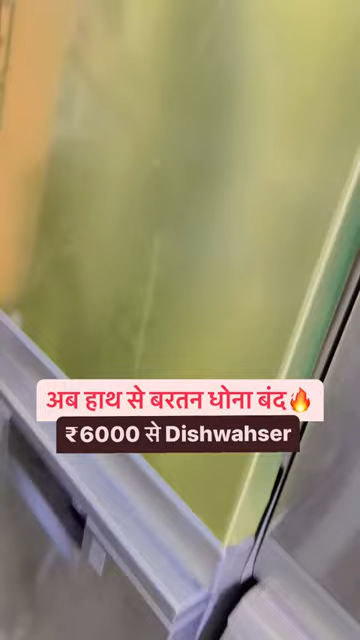 अब हाथ से बरतन धोना बंद🔥
₹6000 से Dishwahser